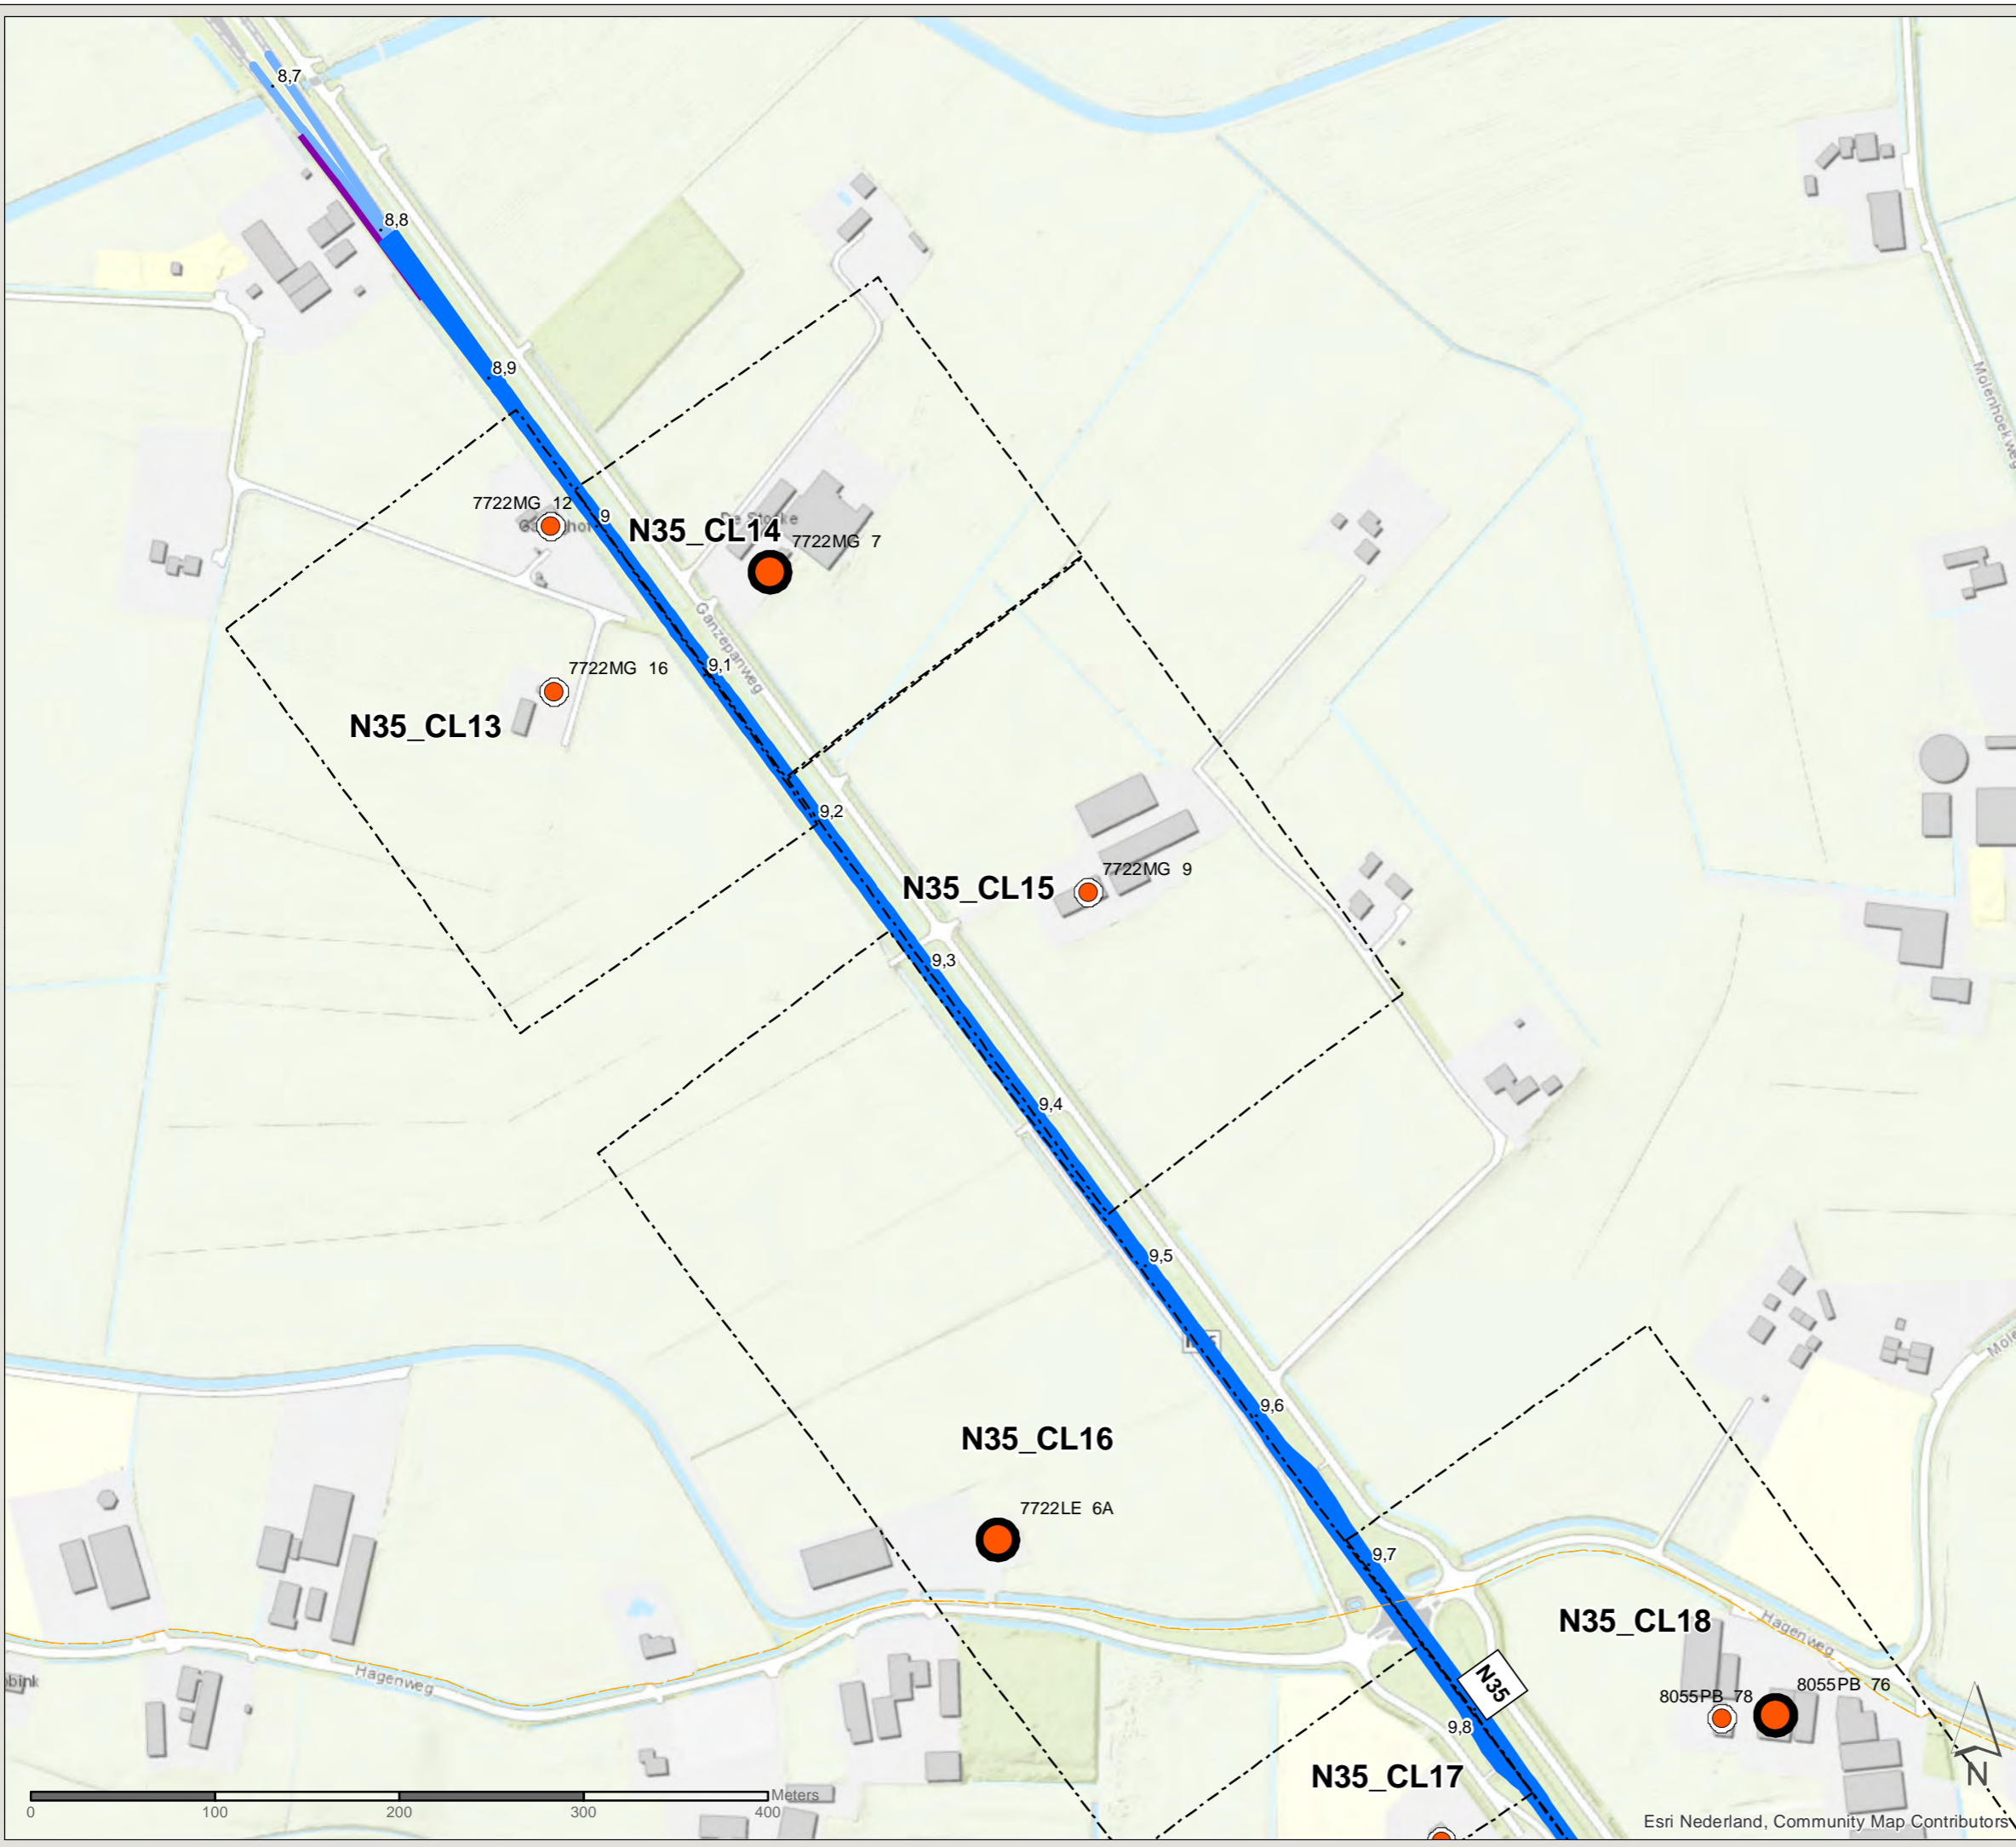 8,7
8,8
8,9
Molenhoekweg
7722MG 12
9
N35_CL14
7722MG 7
Ganzepanweg
7722MG 16
9,1
N35_CL13
9,2
7722MG 9
N35_CL15
9,3
9,4
9,5
9,6
N35_CL16
7722LE 6A
9,7
N35_CL18
Hagenweg
Hagenweg
N35
8055PB 78
8055PB 76
9,8
N35_CL17
N
Meters
0 100 200 300 400
Esri Nederland, Community Map Contributors